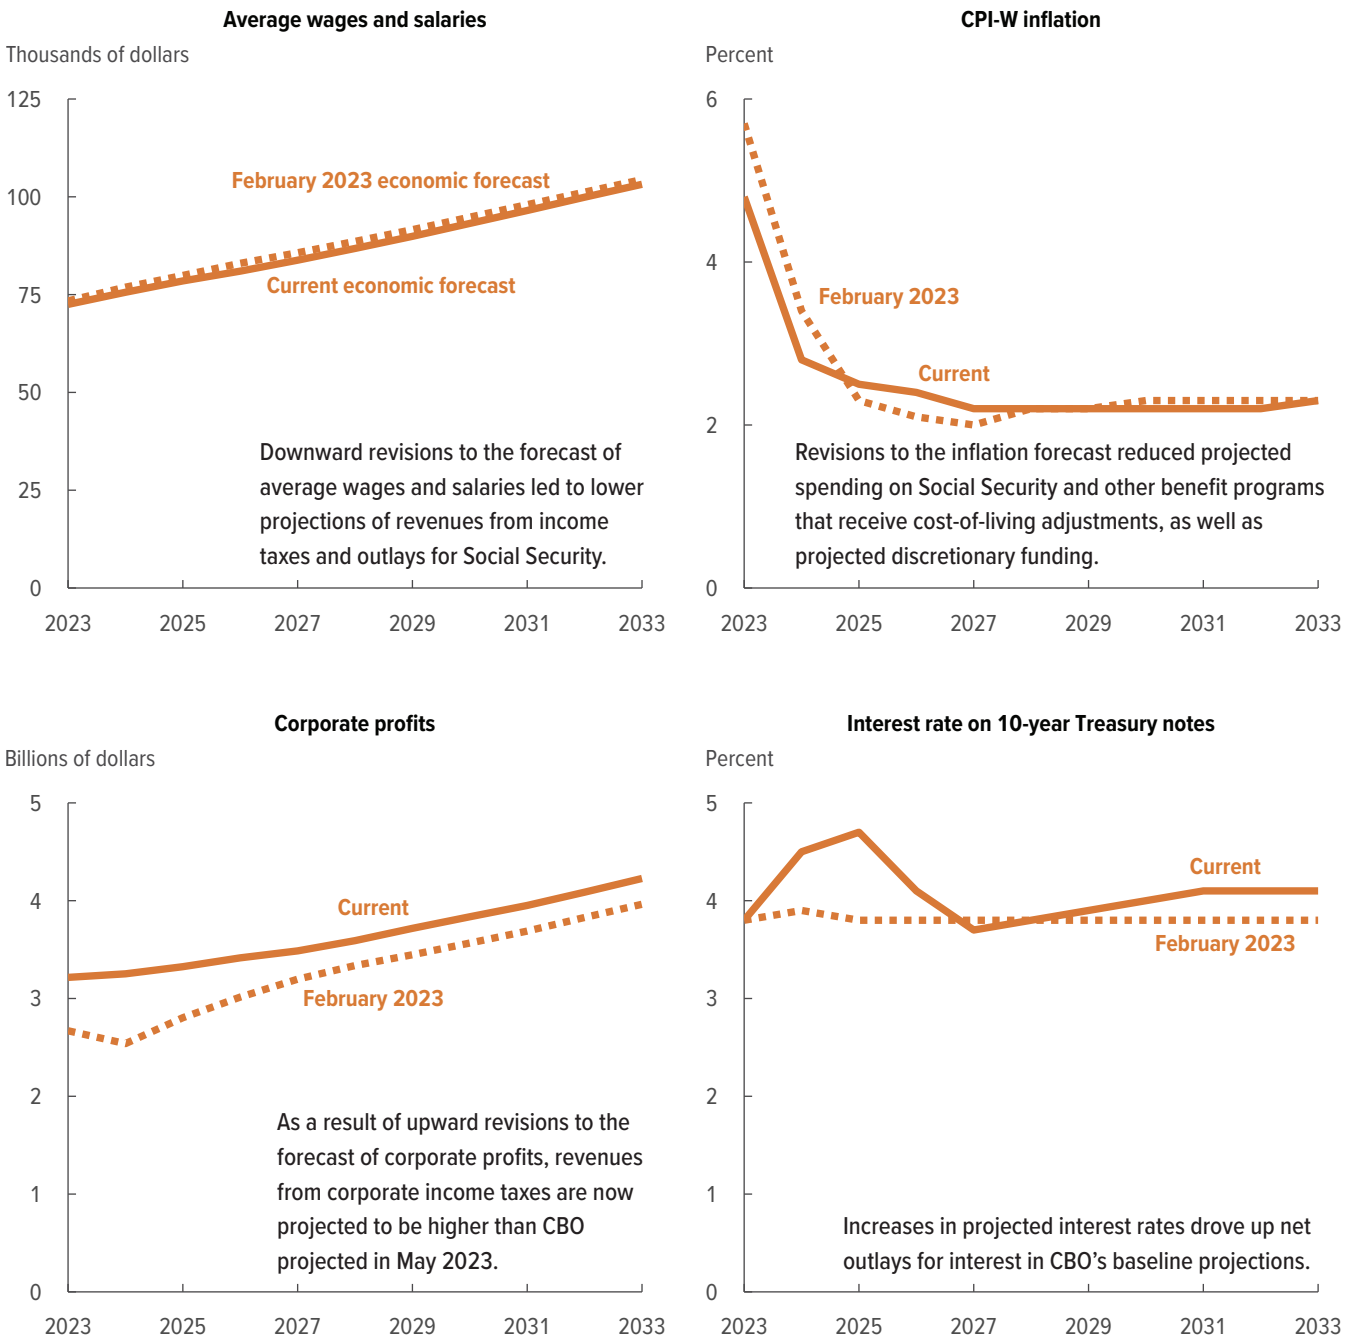 Average wages and salaries
Thousands of dollars
125
100
75
50
25
0
February 2023 economic forecast
Current economic forecast
Downward revisions to the forecast of
average wages and salaries led to lower
projections of revenues from income
taxes and outlays for Social Security.
2023 2025 2027 2029 2031 2033
CPI-W inflation
Percent
6
4
2
0
February 2023
Current
Revisions to the inflation forecast reduced projected
spending on Social Security and other benefit programs
that receive cost-of-living adjustments, as well as
projected discretionary funding.
2023 2025 2027 2029 2031 2033
Corporate profits
Billions of dollars
5
4
3
2
1
0
Current
February 2023
As a result of upward revisions to the
forecast of corporate profits, revenues
from corporate income taxes are now
projected to be higher than CBO
projected in May 2023.
2023 2025 2027 2029 2031 2033
Interest rate on 10-year Treasury notes
Percent
5
4
3
2
1
0
Current
February 2023
Increases in projected interest rates drove up net
outlays for interest in CBO’s baseline projections.
2023 2025 2027 2029 2031 2033